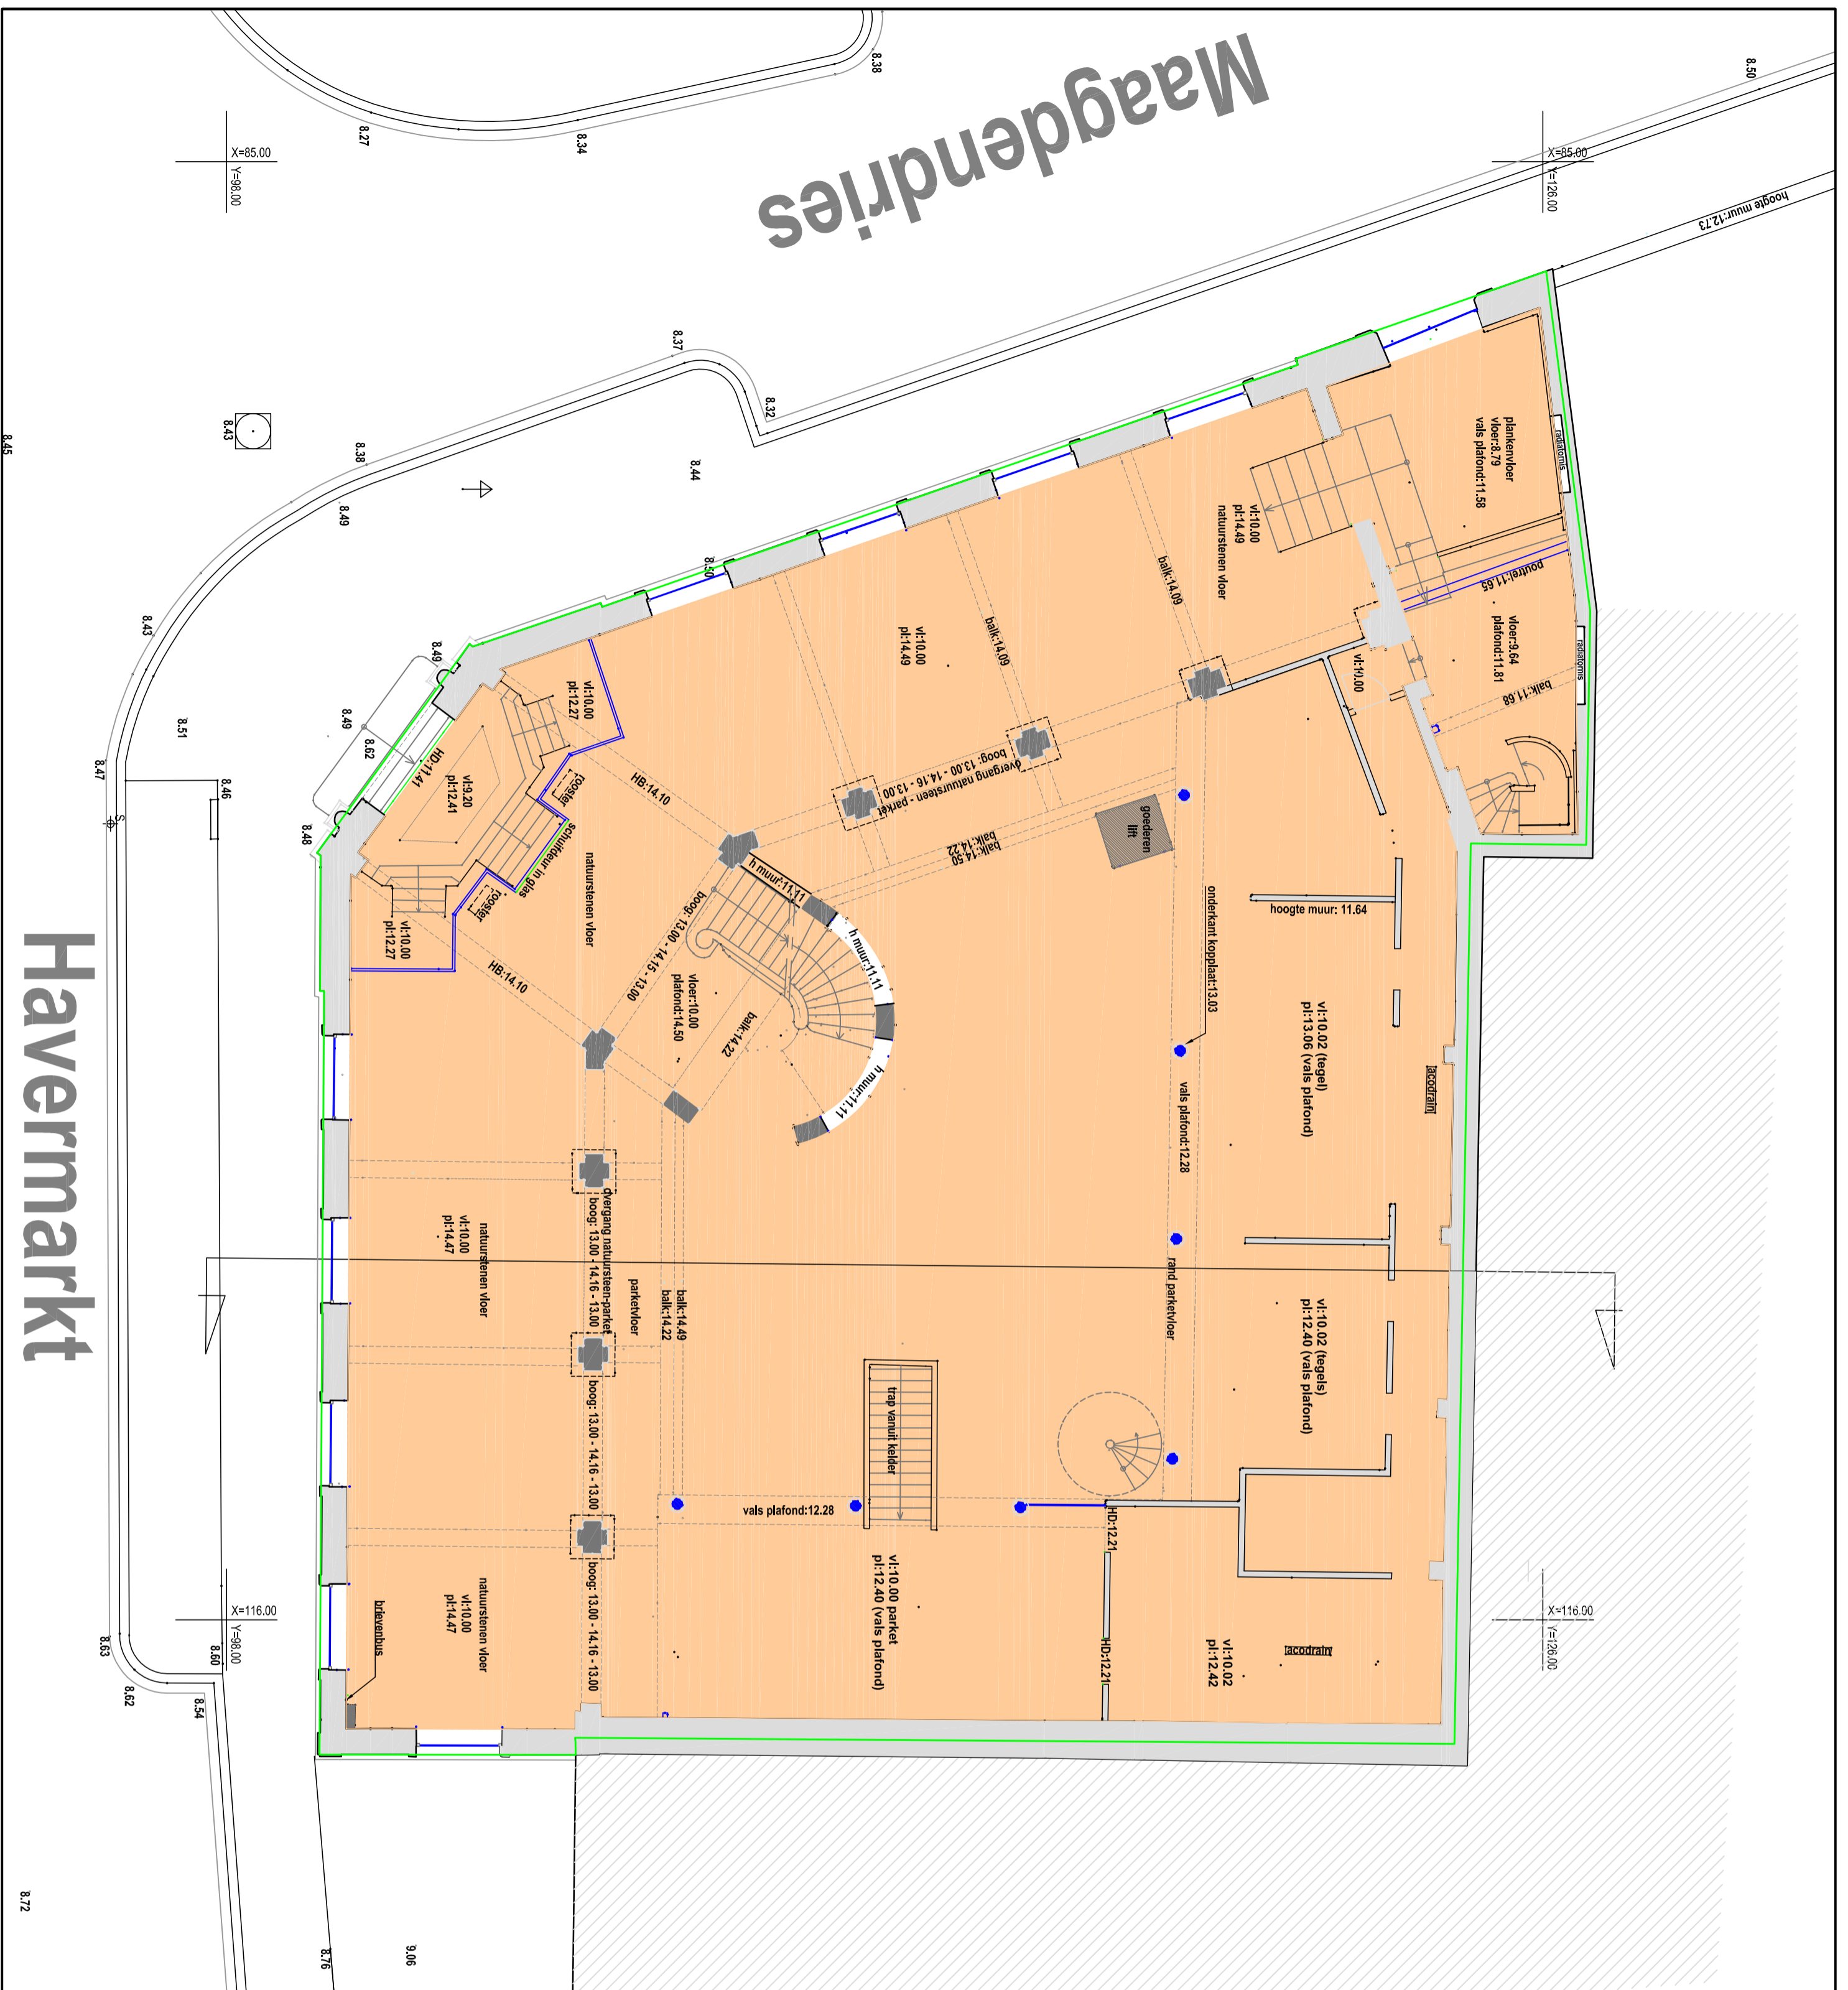 Maagdendries
Havermarkt
8.38
8.50
8.27
8.34
X=85.00
Y=98.00
X=85.00
Y=126.00
hoogte muur:12.73
8.37
8.32
8.43
8.45
8.38
8.49
8.44
8.50
8.43
8.49
8.49
8.62
8.51
8.47
8.46
8.48
S
plankenvloer
vloer:8.79
vals plafond:11.58
radiatornis
vl:10.00
pl:14.49
natuurstenen vloer
poutrel:11.65
vloer:9.64
plafond:11.81
radiatornis
balk:11.68
vl:10.00
balk:14.09
balk:14.09
vl:10.00
pl:14.49
vl:10.00
pl:12.27
HD:11.41
vl:9.20
pl:12.41
rooster
schuifdeur in glas
rooster
HB:14.10
natuurstenen vloer
vl:10.00
pl:12.27
HB:14.10
overgang natuursteen - parket
boog: 13.00 - 14.16 - 13.00
balk:14.50
balk:14.22
goederen
lift
h muur:11.11
h muur:11.11
h muur:11.11
boog: 13.00 - 14.15 - 13.00
vloer:10.00
plafond:14.50
balk:14.22
onderkant kopplaat:13.03
hoogte muur: 11.64
vl:10.02 (tegel)
pl:13.06 (vals plafond)
acodrain
vals plafond:12.28
rand parketvloer
vl:10.02 (tegels)
pl:12.40 (vals plafond)
natuurstenen vloer
vl:10.00
pl:14.47
overgang natuursteen-parket
boog: 13.00 - 14.16 - 13.00
parketvloer
balk:14.49
balk:14.22
boog: 13.00 - 14.16 - 13.00
trap vanuit kelder
vals plafond:12.28
HD:12.21
HD:12.21
vl:10.00 parket
pl:12.40 (vals plafond)
vl:10.02
pl:12.42
acodrain
natuurstenen vloer
vl:10.00
pl:14.47
boog: 13.00 - 14.16 - 13.00
brievenbus
X=116.00
Y=98.00
X=116.00
Y=126.00
8.63
8.60
8.62
8.54
8.72
8.76
9.06